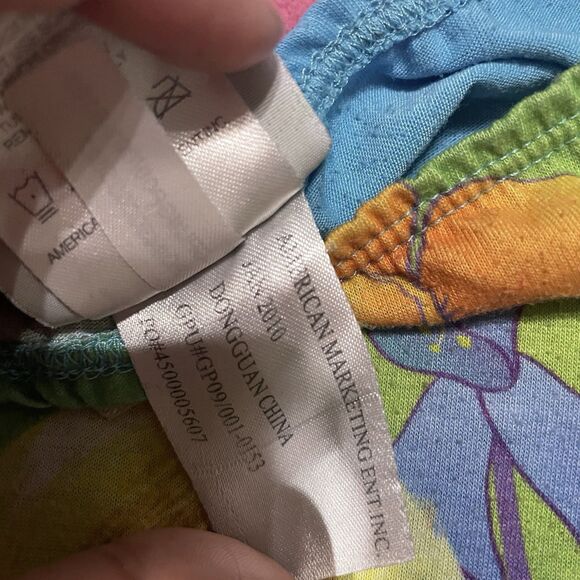 AMERICAN MARKETING ENT INC.
JAN 2010
DONGGUAN CHINA
GPU#GP09/001-0153
PO#4500005607
ENT INC
AMERICA